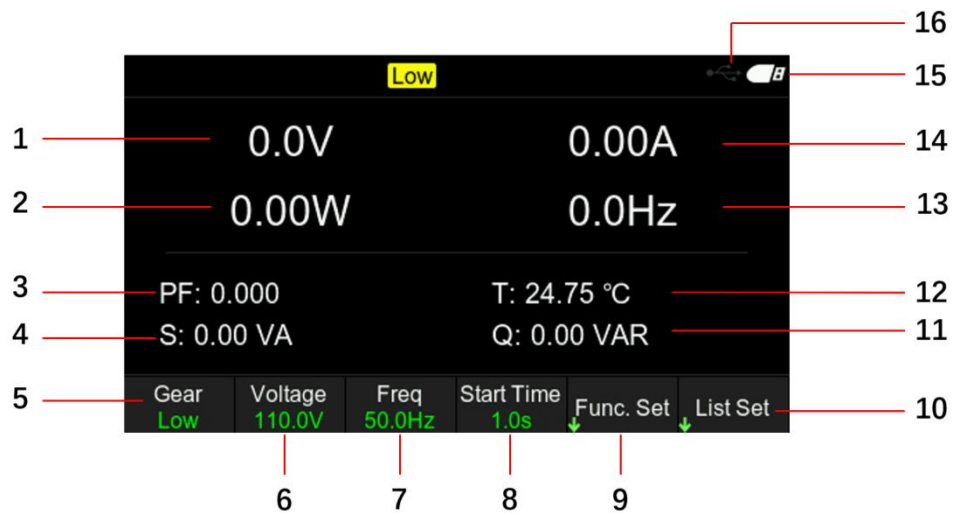 16
Low
15
1
0.0V
0.00A
14
2
0.00W
0.0Hz
13
3
PF: 0.000
T: 24.75 ℃
12
4
S: 0.00 VA
Q: 0.00 VAR
11
5
Gear
Low
Voltage
110.0V
Freq
50.0Hz
Start Time
1.0s
Func. Set
List Set
10
6
7
8
9